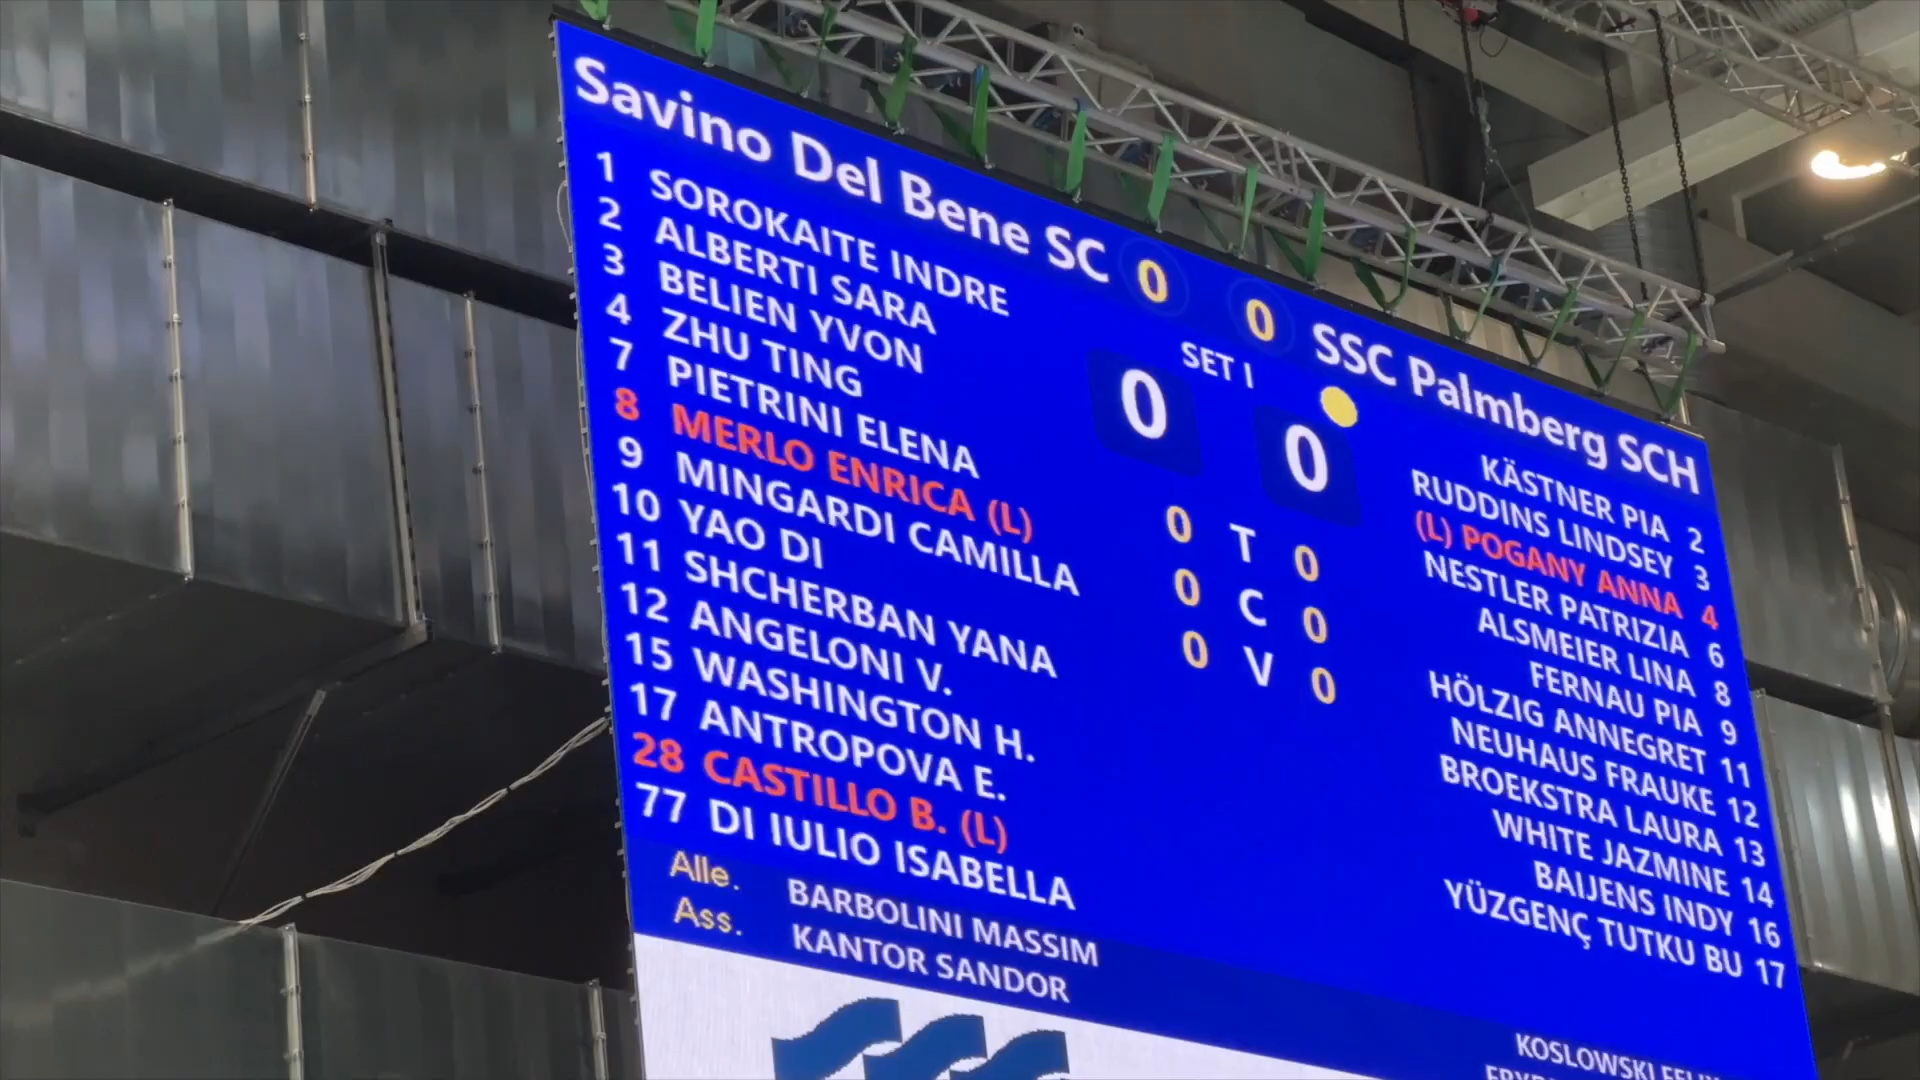 Savino Del Bene SC 0
0 SSC Palmberg SCH
SET 1
0 0
0 T 0
0 C 0
0 V 0
1 SOROKAITE INDRE
2 ALBERTI SARA
3 BELIEN YVON
4 ZHU TING
7 PIETRINI ELENA
8 MERLO ENRICA (L)
9 MINGARDI CAMILLA
10 YAO DI
11 SHCHERBAN YANA
12 ANGELONI V.
15 WASHINGTON H.
17 ANTROPOVA E.
28 CASTILLO B. (L)
77 DI IULIO ISABELLA
Alle. BARBOLINI MASSIM
Ass. KANTOR SANDOR
KÄSTNER PIA 2
RUDDINS LINDSEY 3
(L) POGANY ANNA 4
NESTLER PATRIZIA 6
ALSMEIER LINA 8
FERNAU PIA 9
HÖLZIG ANNEGRET 11
NEUHAUS FRAUKE 12
BROEKSTRA LAURA 13
WHITE JAZMINE 14
BAIJENS INDY 16
YÜZGENÇ TUTKU BU 17
KOSLOWSKI FELIX